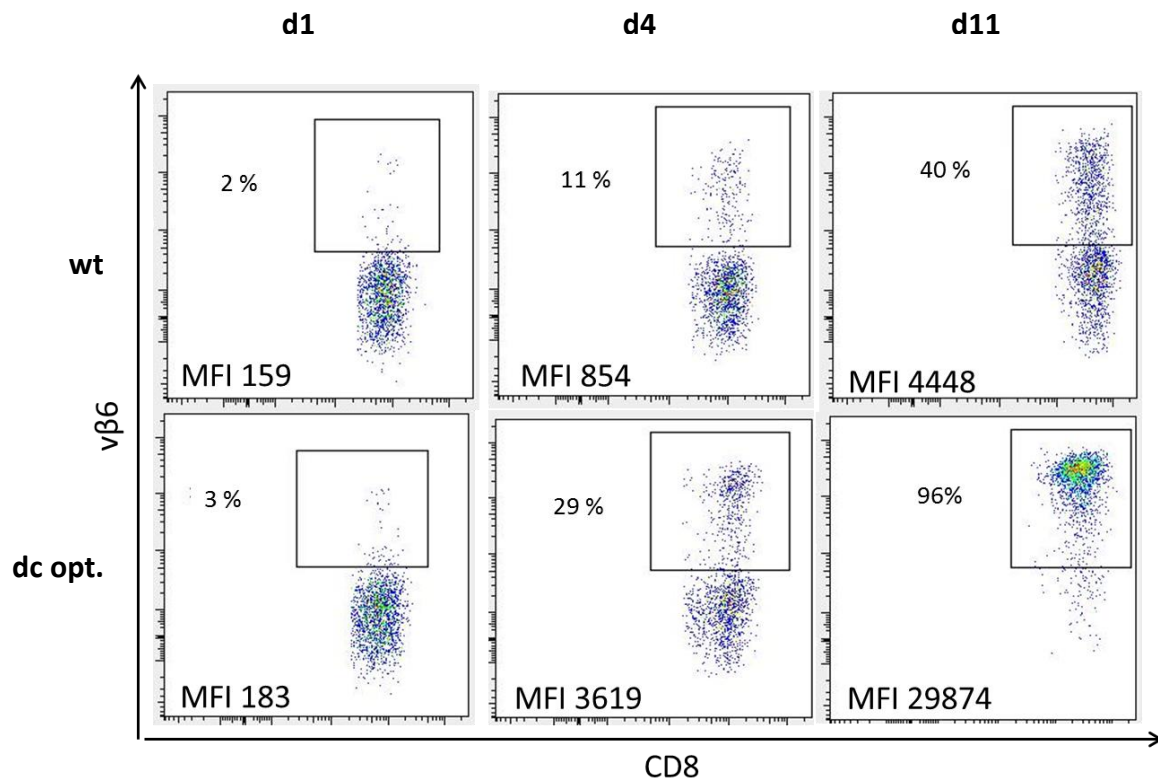 d1 d4 d11
2 % 11 % 40 %
wt
MFI 159 MFI 854 MFI 4448
vβ6
3 % 29 % 96%
dc opt.
MFI 183 MFI 3619 MFI 29874
CD8